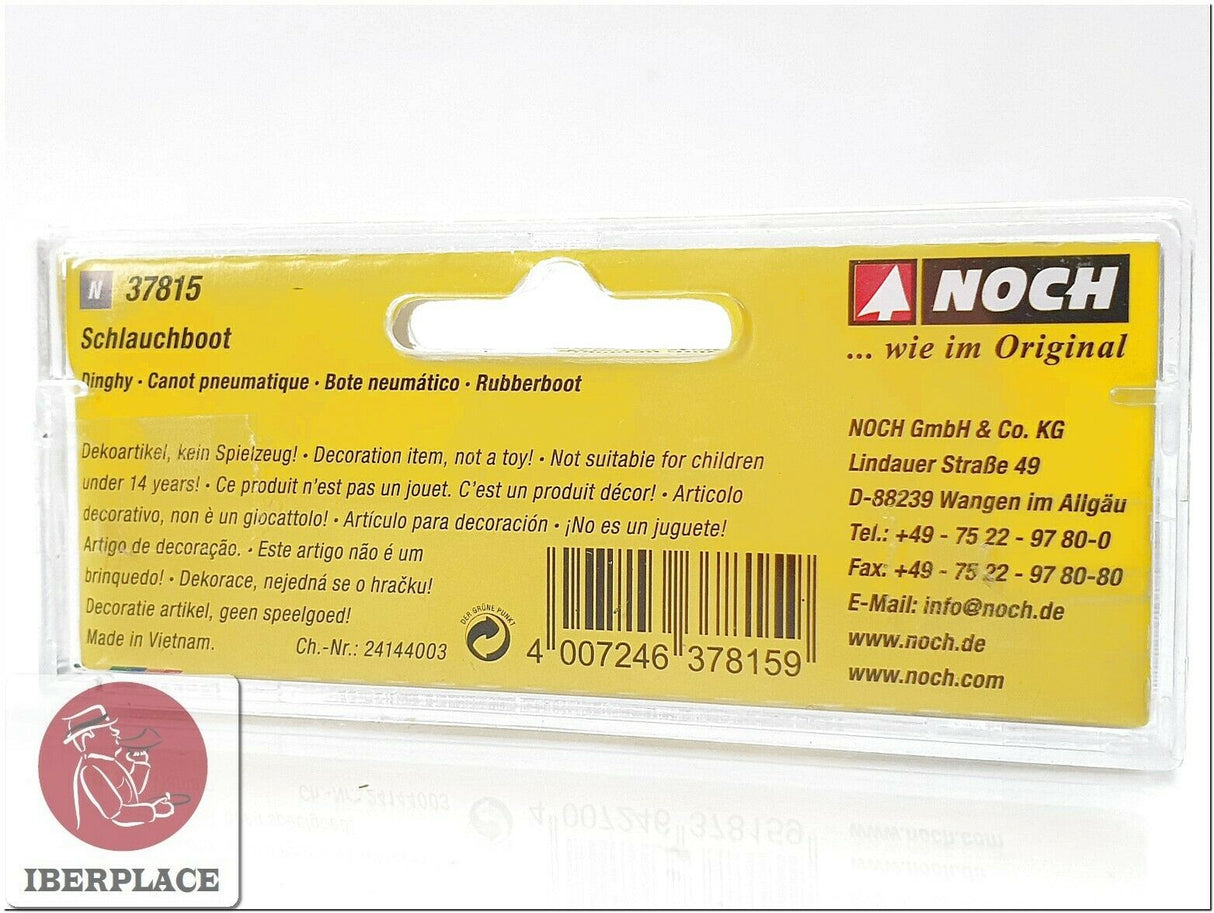 N 37815
Schlauchboot
Dinghy · Canot pneumatique · Bote neumático · Rubberboot
Dekoartikel, kein Spielzeug! · Decoration item, not a toy! · Not suitable for children
under 14 years! · Ce produit n'est pas un jouet. C'est un produit décor! · Articolo
decorativo, non è un giocattolo! · Artículo para decoración · ¡No es un juguete!
Artigo de decoração. · Este artigo não é um
brinquedo! · Dekorace, nejedná se o hračku!
Decoratie artikel, geen speelgoed!
Made in Vietnam. Ch.-Nr.: 24144003
DER GRÜNE PUNKT
4 007246 378159
NOCH
... wie im Original
NOCH GmbH & Co. KG
Lindauer Straße 49
D-88239 Wangen im Allgäu
Tel.: +49 - 75 22 - 97 80-0
Fax: +49 - 75 22 - 97 80-80
E-Mail: info@noch.de
www.noch.de
www.noch.com
IBERPLACE